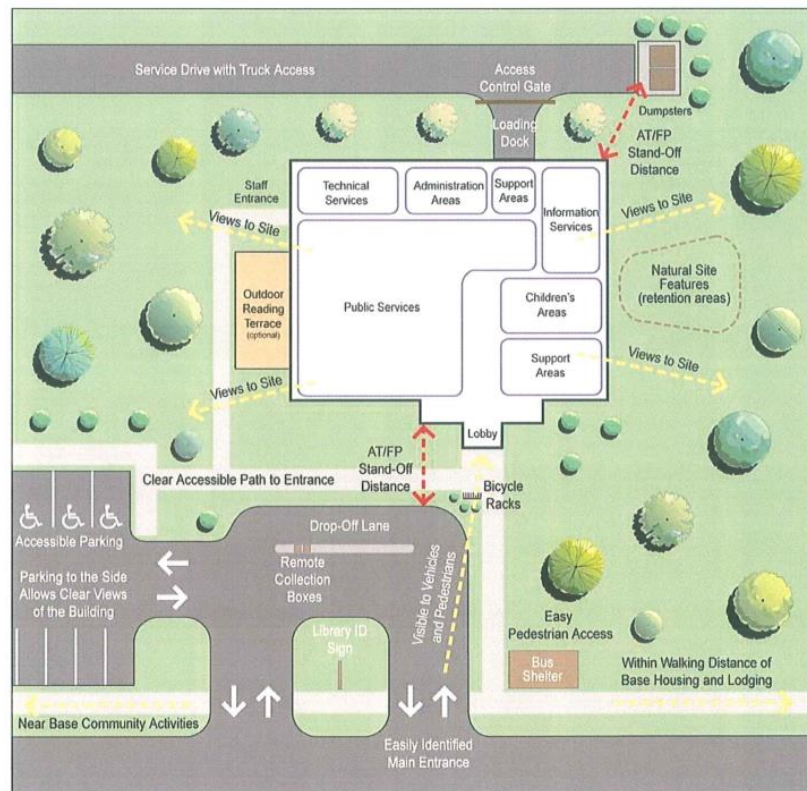 Service Drive with Truck Access
Access
Control Gate
Loading
Dock
Dumpsters
AT/FP
Stand-Off
Distance
Staff
Entrance
Technical
Services
Administration
Areas
Support
Areas
Information
Services
Views to Site
Views to Site
Outdoor
Reading
Terrace
(optional)
Public Services
Children's
Areas
Natural Site
Features
(retention areas)
Support
Areas
Views to Site
Views to Site
Lobby
AT/FP
Stand-Off
Distance
Clear Accessible Path to Entrance
Bicycle
Racks
Accessible Parking
Drop-Off Lane
Remote
Collection
Boxes
Parking to the Side
Allows Clear Views
of the Building
Visible to Vehicles
and Pedestrians
Library ID
Sign
Easy
Pedestrian Access
Bus
Shelter
Within Walking Distance of
Base Housing and Lodging
Near Base Community Activities
Easily Identified
Main Entrance